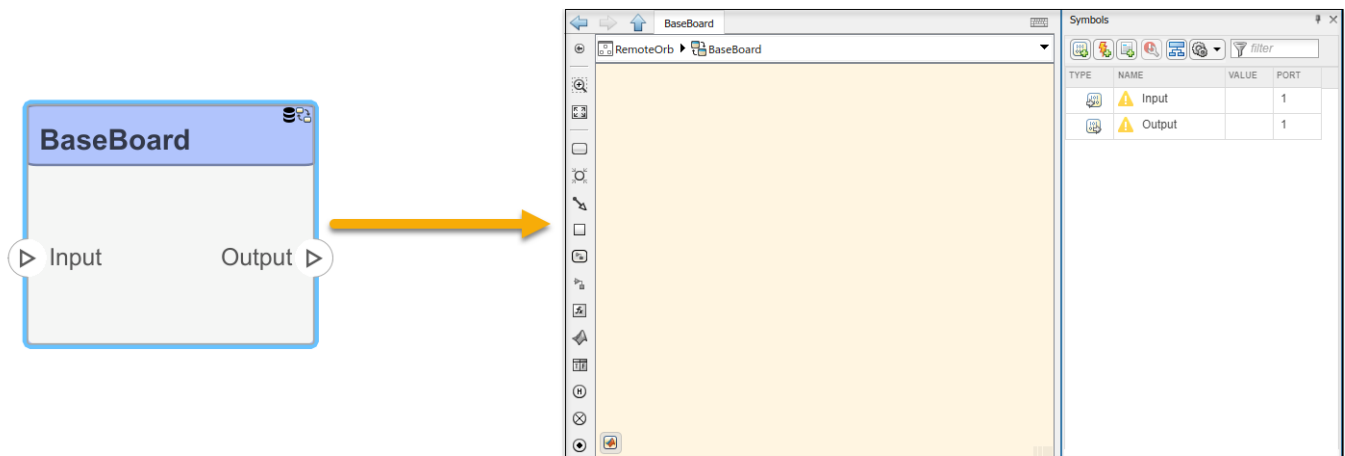 BaseBoard
Input
Output
BaseBoard
RemoteOrb BaseBoard
Symbols
filter
TYPE NAME VALUE PORT
Input 1
Output 1